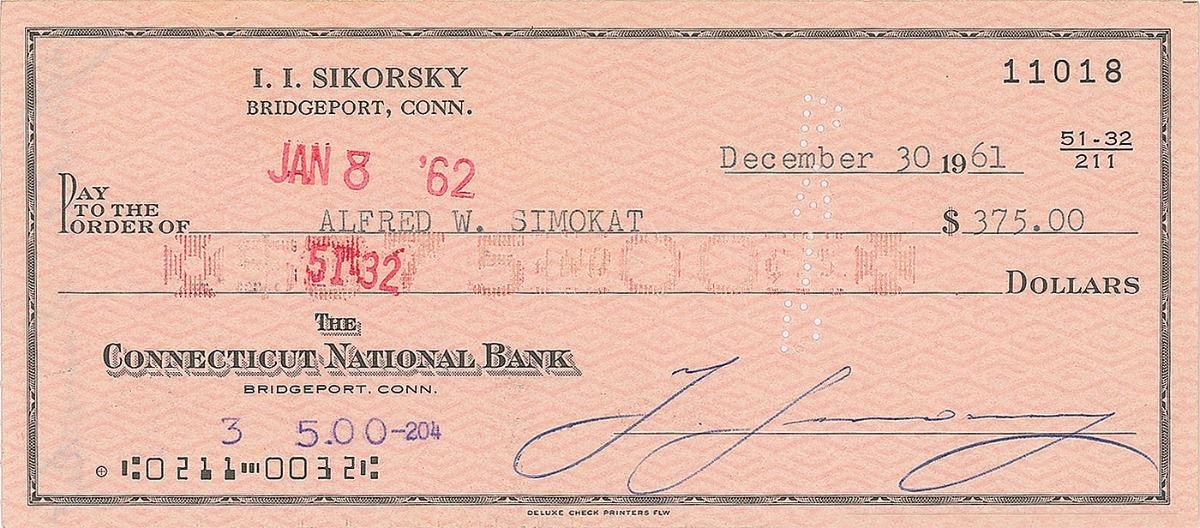 I. I. SIKORSKY
BRIDGEPORT, CONN.
11018
51-32
211
JAN 8 '62
December 30 1961
PAY TO THE ORDER OF ALFRED W. SIMOKAT $ 375.00
51 32
DOLLARS
THE
CONNECTICUT NATIONAL BANK
BRIDGEPORT, CONN.
3 5.00-204
⑆0211⑉0032⑆
DELUXE CHECK PRINTERS FLW